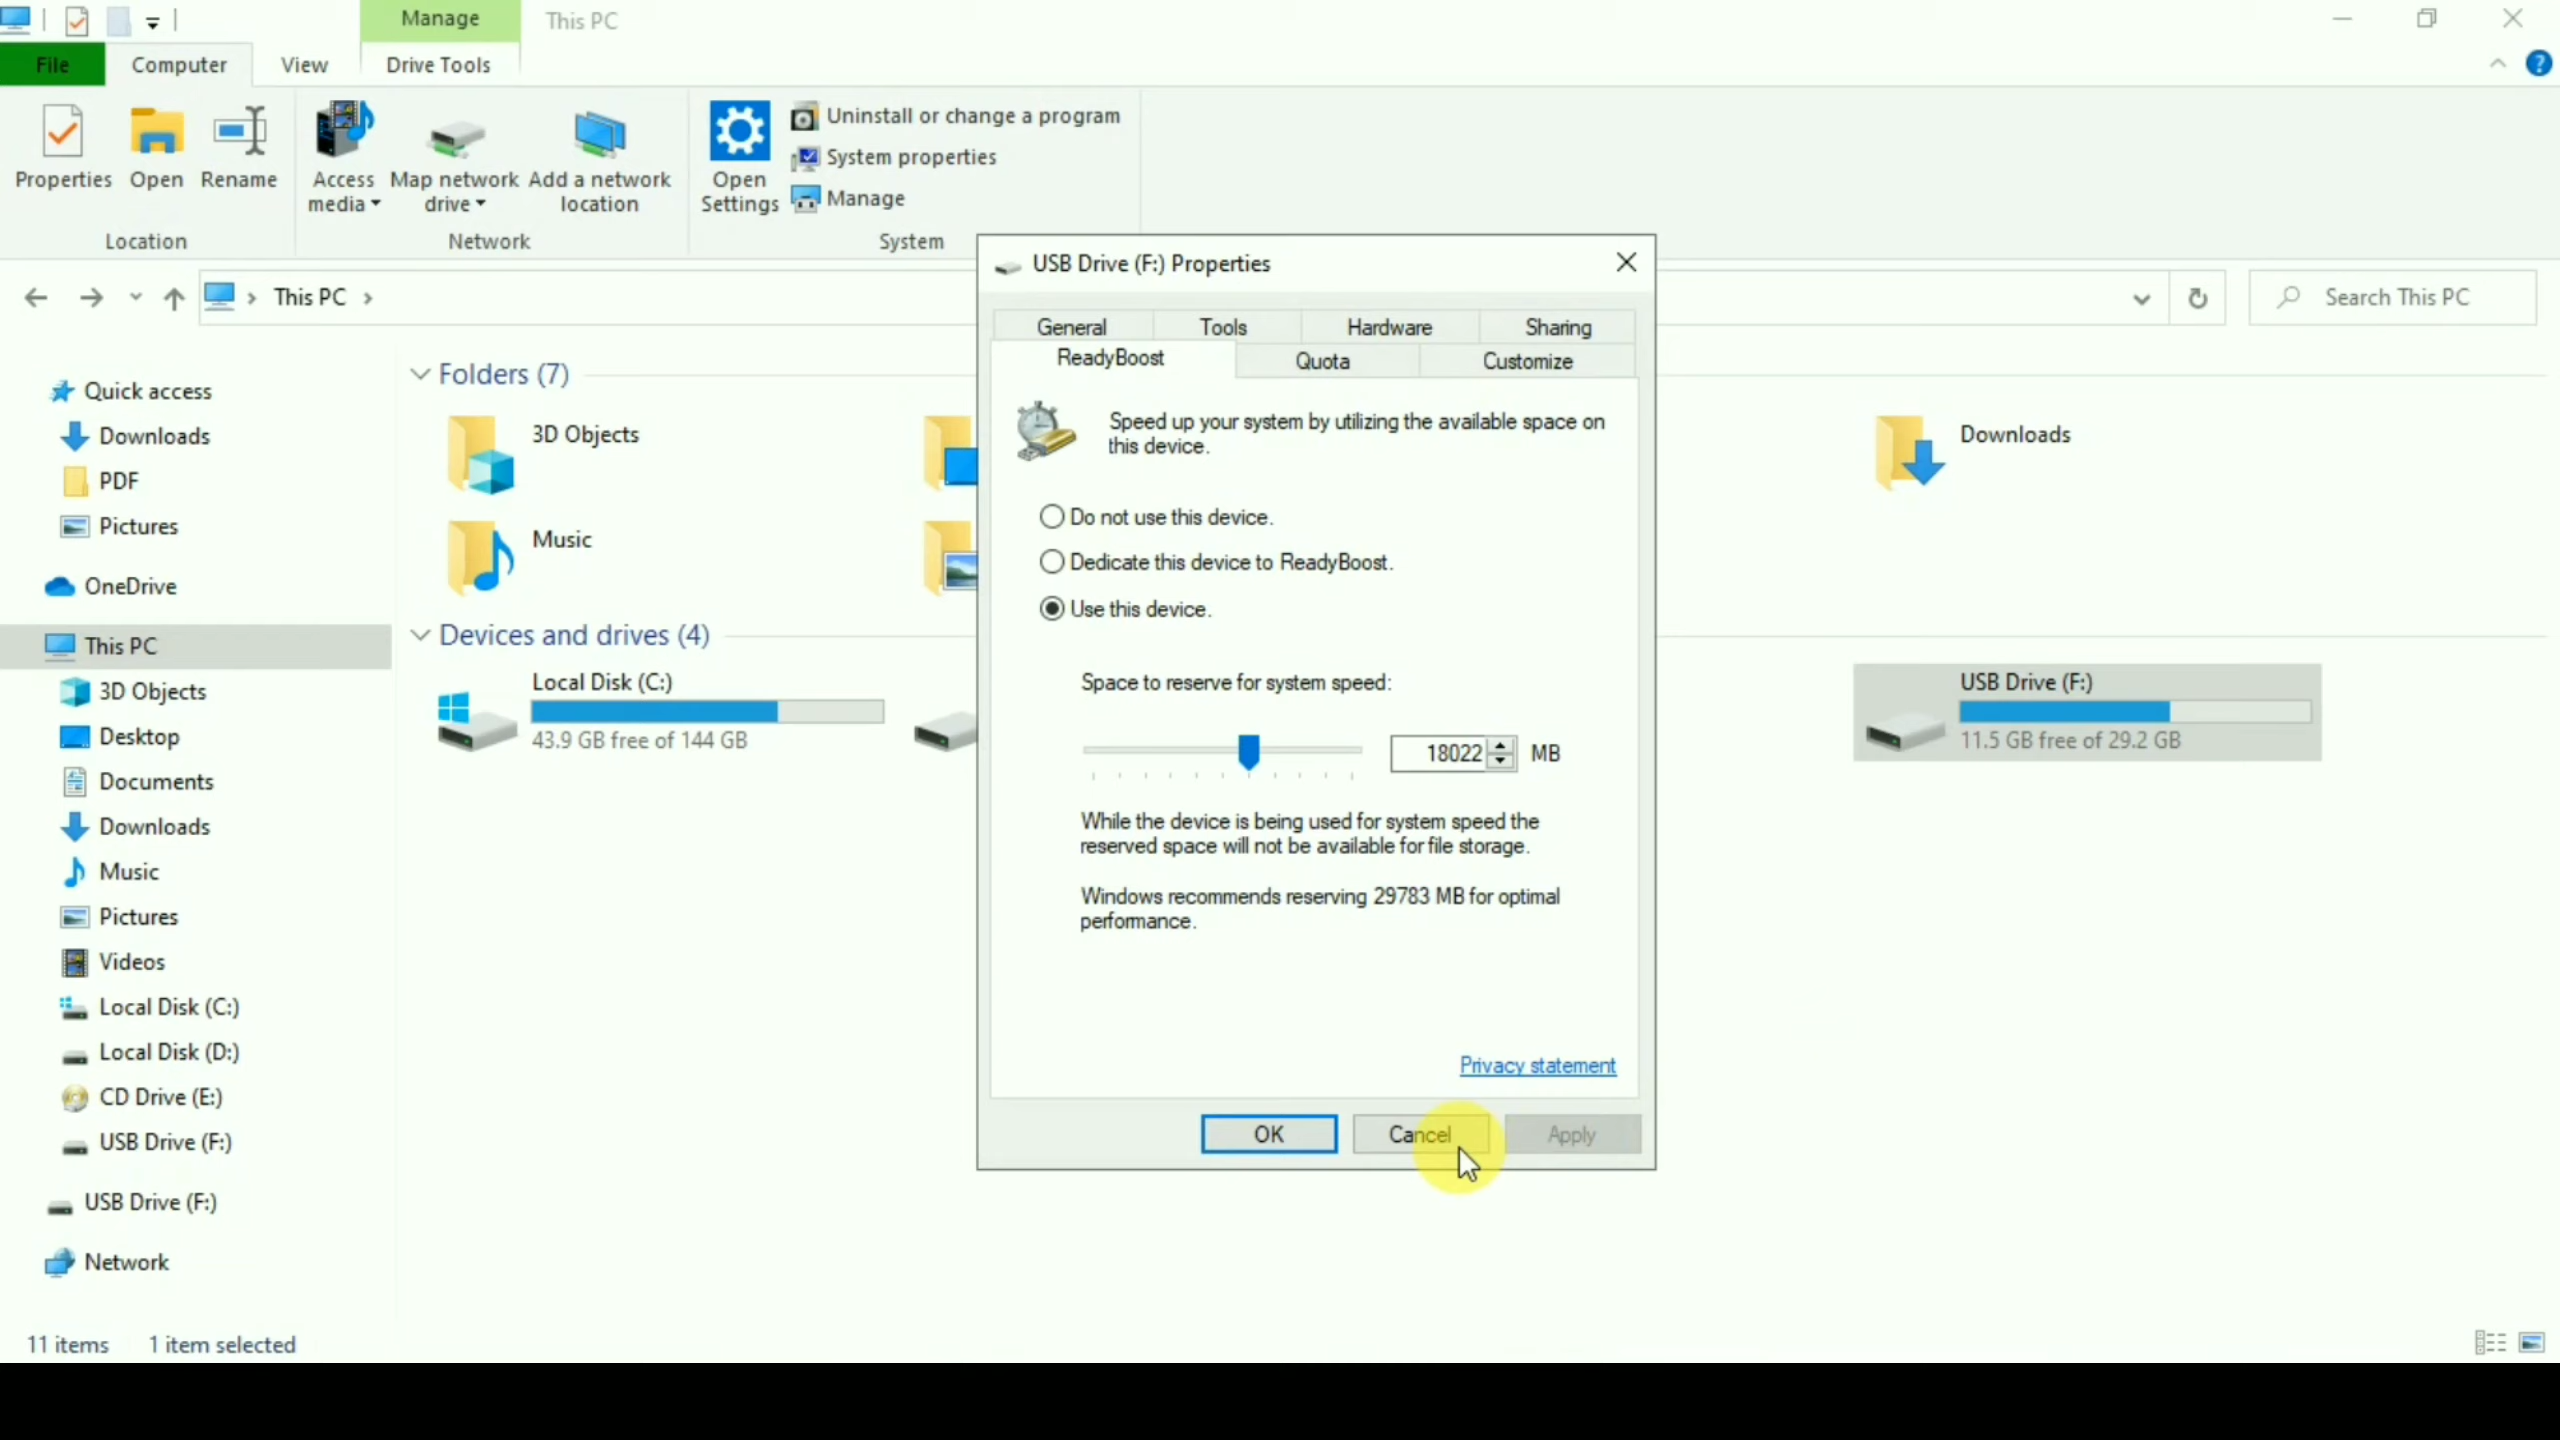 Manage
This PC
File
Computer
View
Drive Tools
Properties
Open
Rename
Access
media
Map network
drive
Add a network
location
Open
Settings
Uninstall or change a program
System properties
Manage
Location
Network
System
This PC
Search This PC
Quick access
Downloads
PDF
Pictures
OneDrive
This PC
3D Objects
Desktop
Documents
Downloads
Music
Pictures
Videos
Local Disk (C:)
Local Disk (D:)
CD Drive (E:)
USB Drive (F:)
USB Drive (F:)
Network
Folders (7)
3D Objects
Downloads
Music
Devices and drives (4)
Local Disk (C:)
43.9 GB free of 144 GB
USB Drive (F:)
11.5 GB free of 29.2 GB
USB Drive (F:) Properties
General
Tools
Hardware
Sharing
ReadyBoost
Quota
Customize
Speed up your system by utilizing the available space on
this device.
Do not use this device.
Dedicate this device to ReadyBoost.
Use this device.
Space to reserve for system speed:
18022 MB
While the device is being used for system speed the
reserved space will not be available for file storage.
Windows recommends reserving 29783 MB for optimal
performance.
Privacy statement
OK
Cancel
Apply
11 items
1 item selected